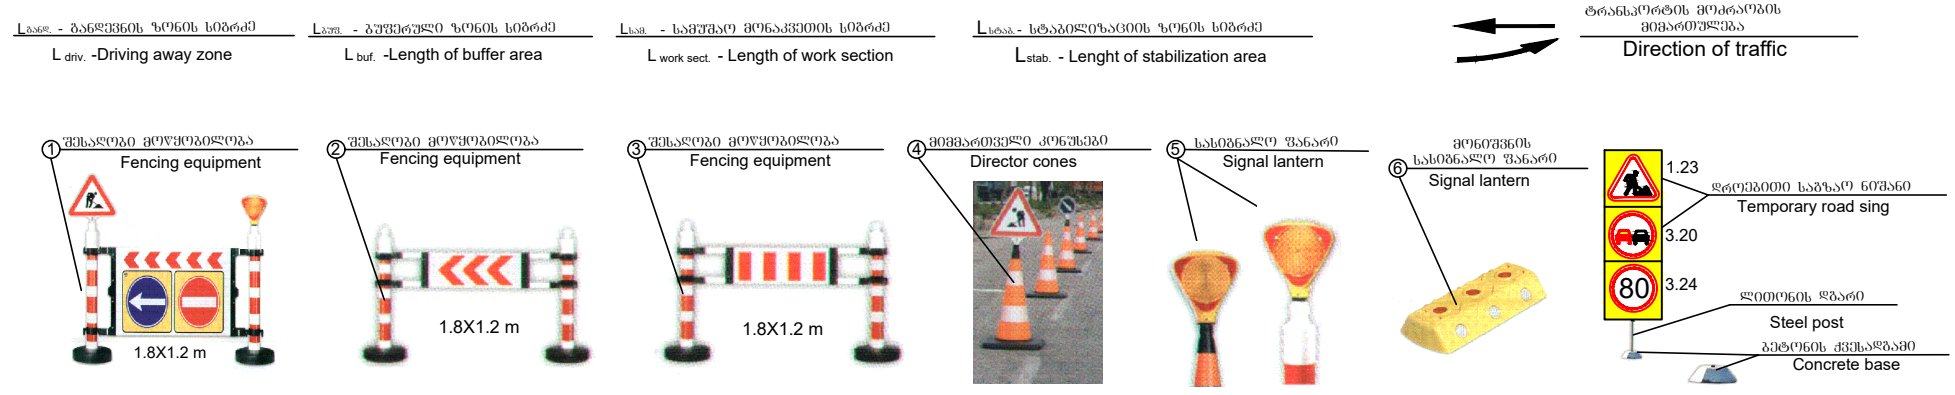 Lგანდ. - განდევნის ზონის სიგრძე
L driv. -Driving away zone
Lბუფ. - ბუფერული ზონის სიგრძე
L buf. -Length of buffer area
Lსამ. - სამუშაო მონაკვეთის სიგრძე
L work sect. - Length of work section
Lსტაბ.- სტაბილიზაციის ზონის სიგრძე
Lstab. - Lenght of stabilization area
ტრანსპორტის მოძრაობის
მიმართულება
Direction of traffic
1 შესაღობი მოწყობილობა
Fencing equipment
1.8X1.2 m
2 შესაღობი მოწყობილობა
Fencing equipment
1.8X1.2 m
3 შესაღობი მოწყობილობა
Fencing equipment
1.8X1.2 m
4 მიმმართველი კონუსები
Director cones
5 სასიგნალო ფანარი
Signal lantern
6 მონიშვნის
სასიგნალო ფანარი
Signal lantern
1.23
3.20
80 3.24
დროებითი საგზაო ნიშანი
Temporary road sing
ლითონის დგარი
Steel post
ბეტონის ქვესადგამი
Concrete base